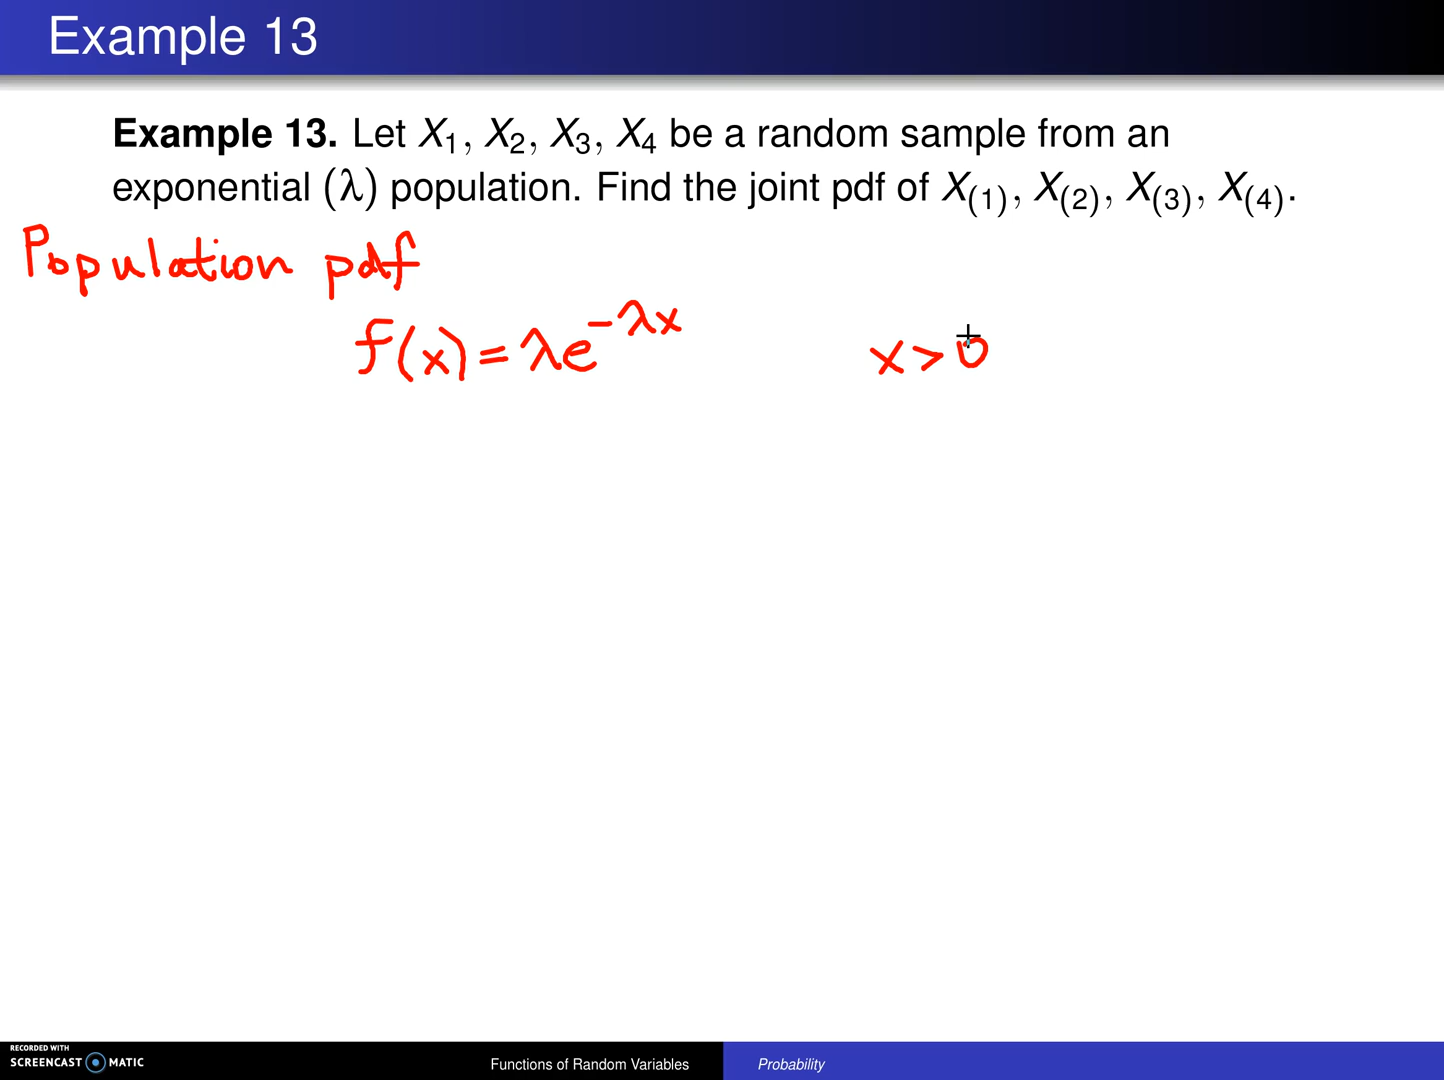 Example 13
Example 13. Let X₁, X₂, X₃, X₄ be a random sample from an
exponential (λ) population. Find the joint pdf of X₍₁₎, X₍₂₎, X₍₃₎, X₍₄₎.
Population pdf
f(x) = λe^{-λx} x > 0
RECORDED WITH
SCREENCAST MATIC
Functions of Random Variables Probability